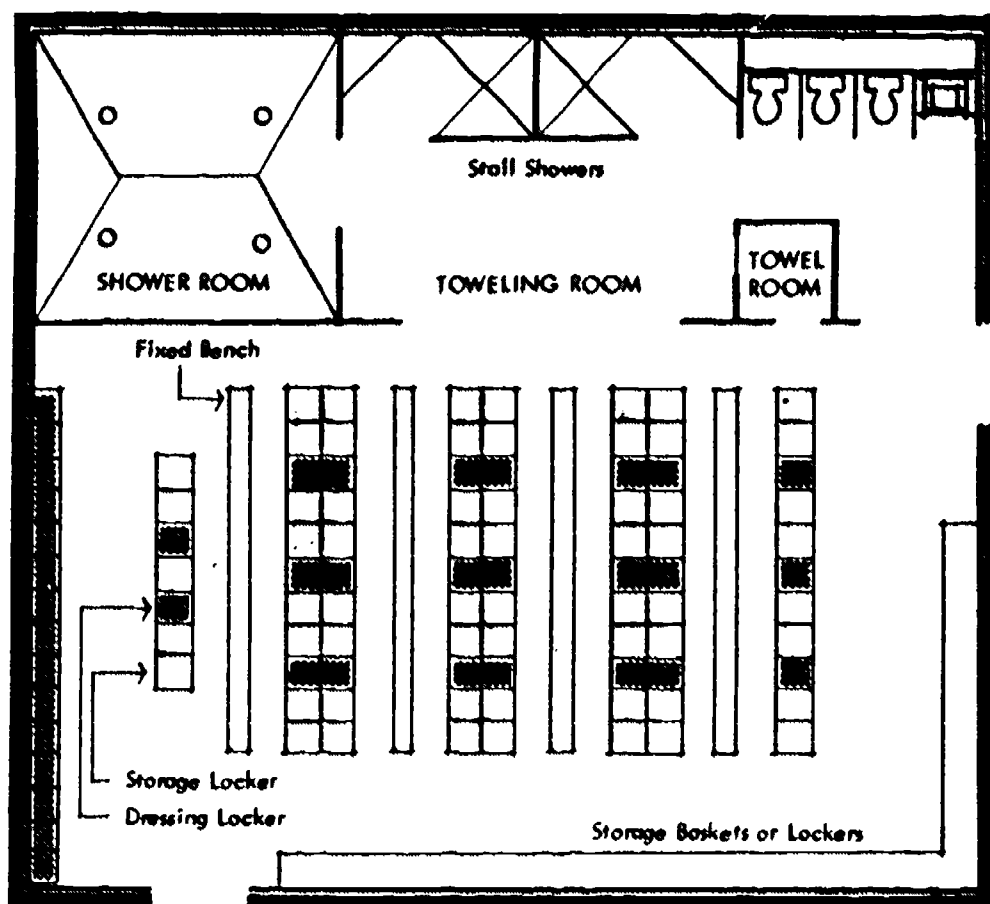 Stall Showers
SHOWER ROOM
TOWELING ROOM
TOWEL
ROOM
Fixed Bench
Storage Locker
Dressing Locker
Storage Baskets or Lockers